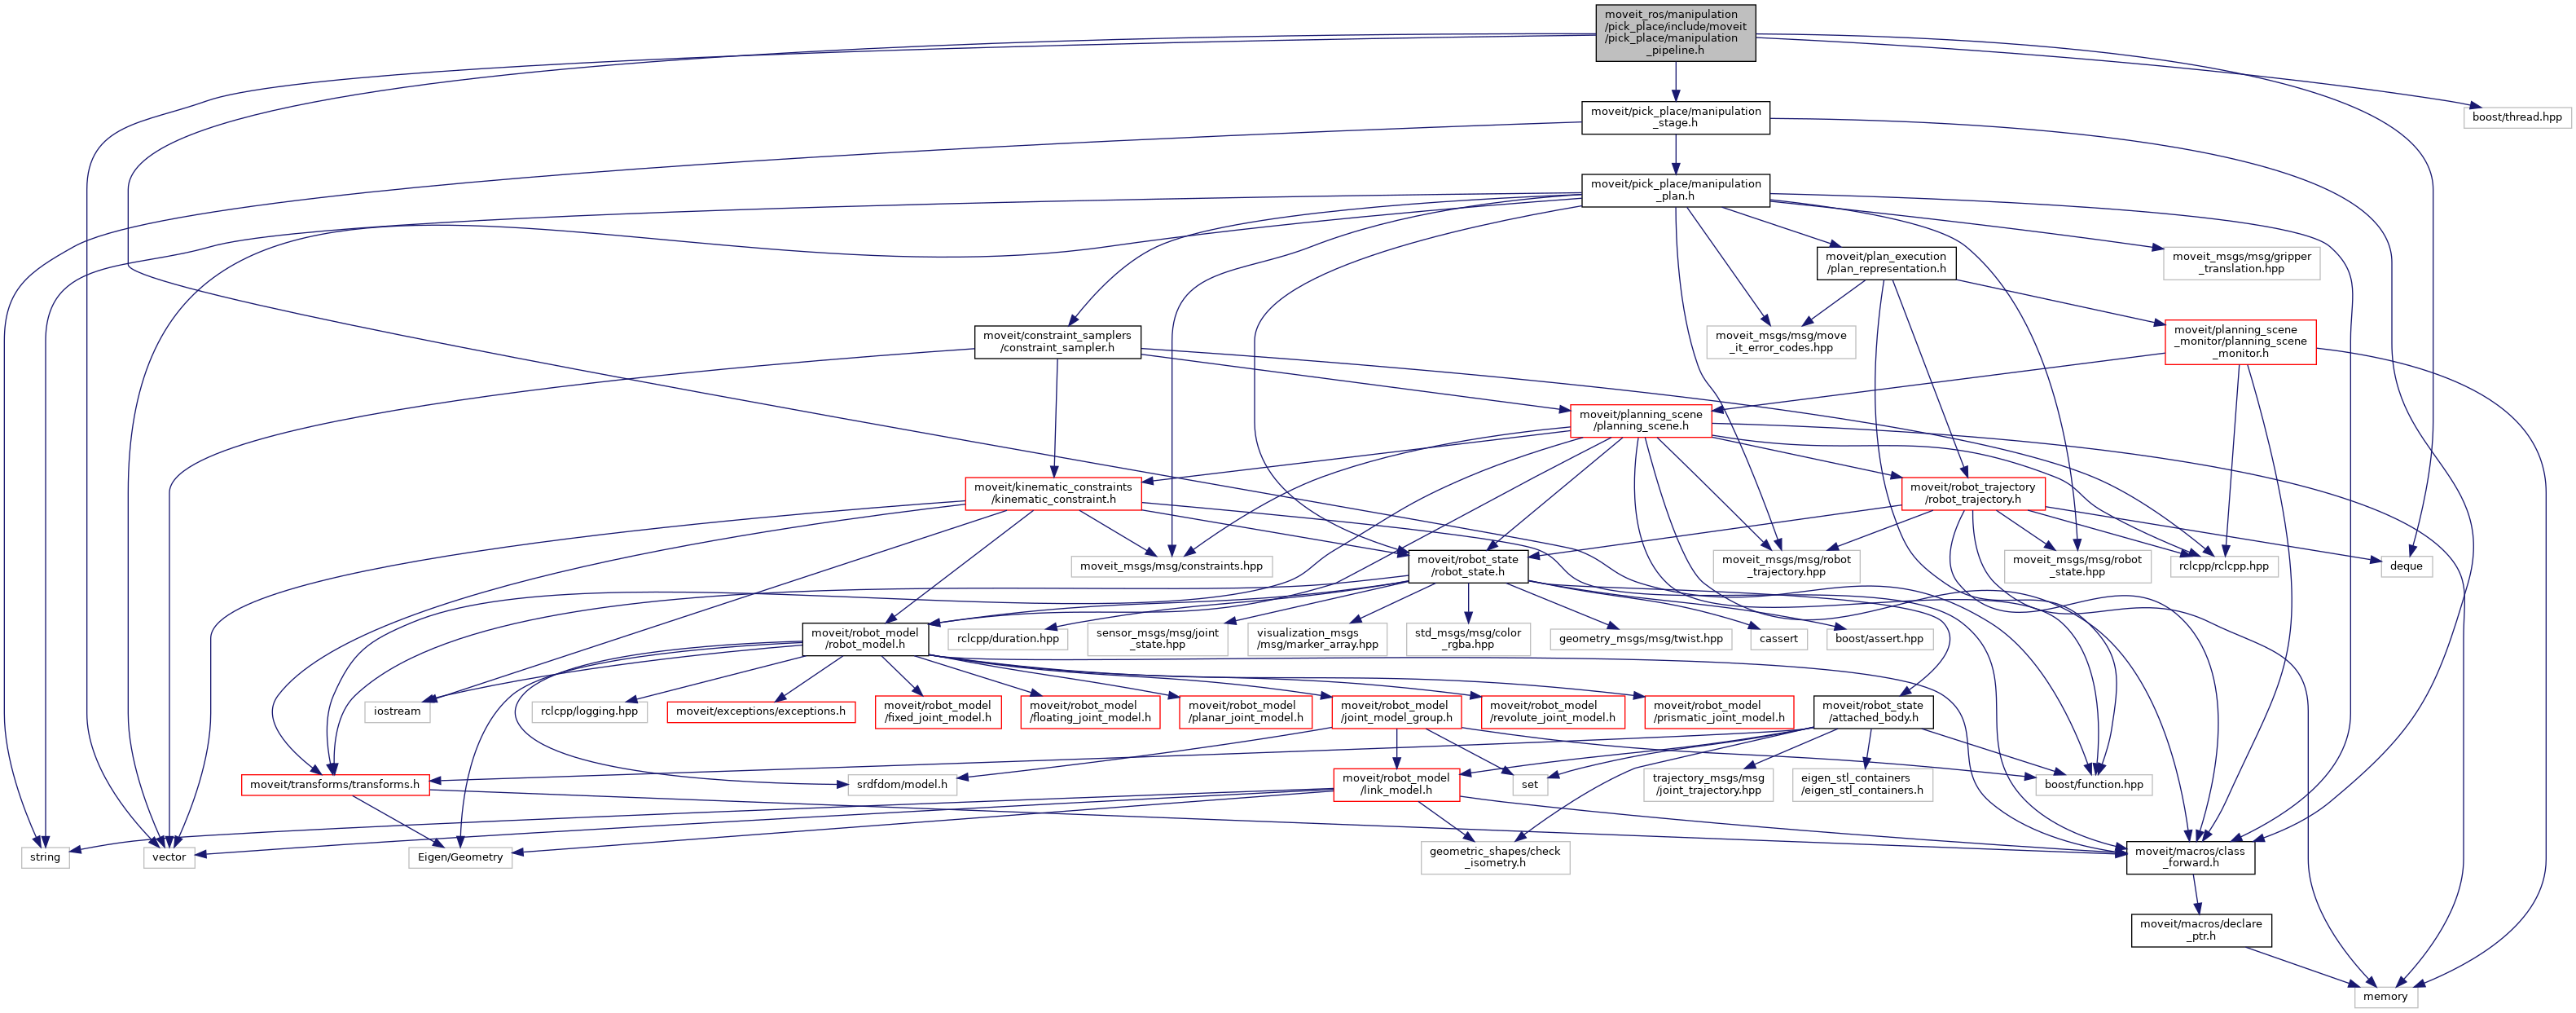 moveit_ros/manipulation
/pick_place/include/moveit
/pick_place/manipulation
_pipeline.h
moveit/pick_place/manipulation
_stage.h
boost/thread.hpp
moveit/pick_place/manipulation
_plan.h
moveit/plan_execution
/plan_representation.h
moveit_msgs/msg/gripper
_translation.hpp
moveit/constraint_samplers
/constraint_sampler.h
moveit_msgs/msg/move
_it_error_codes.hpp
moveit/planning_scene
_monitor/planning_scene
_monitor.h
moveit/planning_scene
/planning_scene.h
moveit/kinematic_constraints
/kinematic_constraint.h
moveit/robot_trajectory
/robot_trajectory.h
moveit_msgs/msg/constraints.hpp
moveit/robot_state
/robot_state.h
moveit_msgs/msg/robot
_trajectory.hpp
moveit_msgs/msg/robot
_state.hpp
rclcpp/rclcpp.hpp
deque
moveit/robot_model
/robot_model.h
rclcpp/duration.hpp
sensor_msgs/msg/joint
_state.hpp
visualization_msgs
/msg/marker_array.hpp
std_msgs/msg/color
_rgba.hpp
geometry_msgs/msg/twist.hpp
cassert
boost/assert.hpp
iostream
rclcpp/logging.hpp
moveit/exceptions/exceptions.h
moveit/robot_model
/fixed_joint_model.h
moveit/robot_model
/floating_joint_model.h
moveit/robot_model
/planar_joint_model.h
moveit/robot_model
/joint_model_group.h
moveit/robot_model
/revolute_joint_model.h
moveit/robot_model
/prismatic_joint_model.h
moveit/robot_state
/attached_body.h
moveit/transforms/transforms.h
srdfdom/model.h
moveit/robot_model
/link_model.h
set
trajectory_msgs/msg
/joint_trajectory.hpp
eigen_stl_containers
/eigen_stl_containers.h
boost/function.hpp
string
vector
Eigen/Geometry
geometric_shapes/check
_isometry.h
moveit/macros/class
_forward.h
moveit/macros/declare
_ptr.h
memory